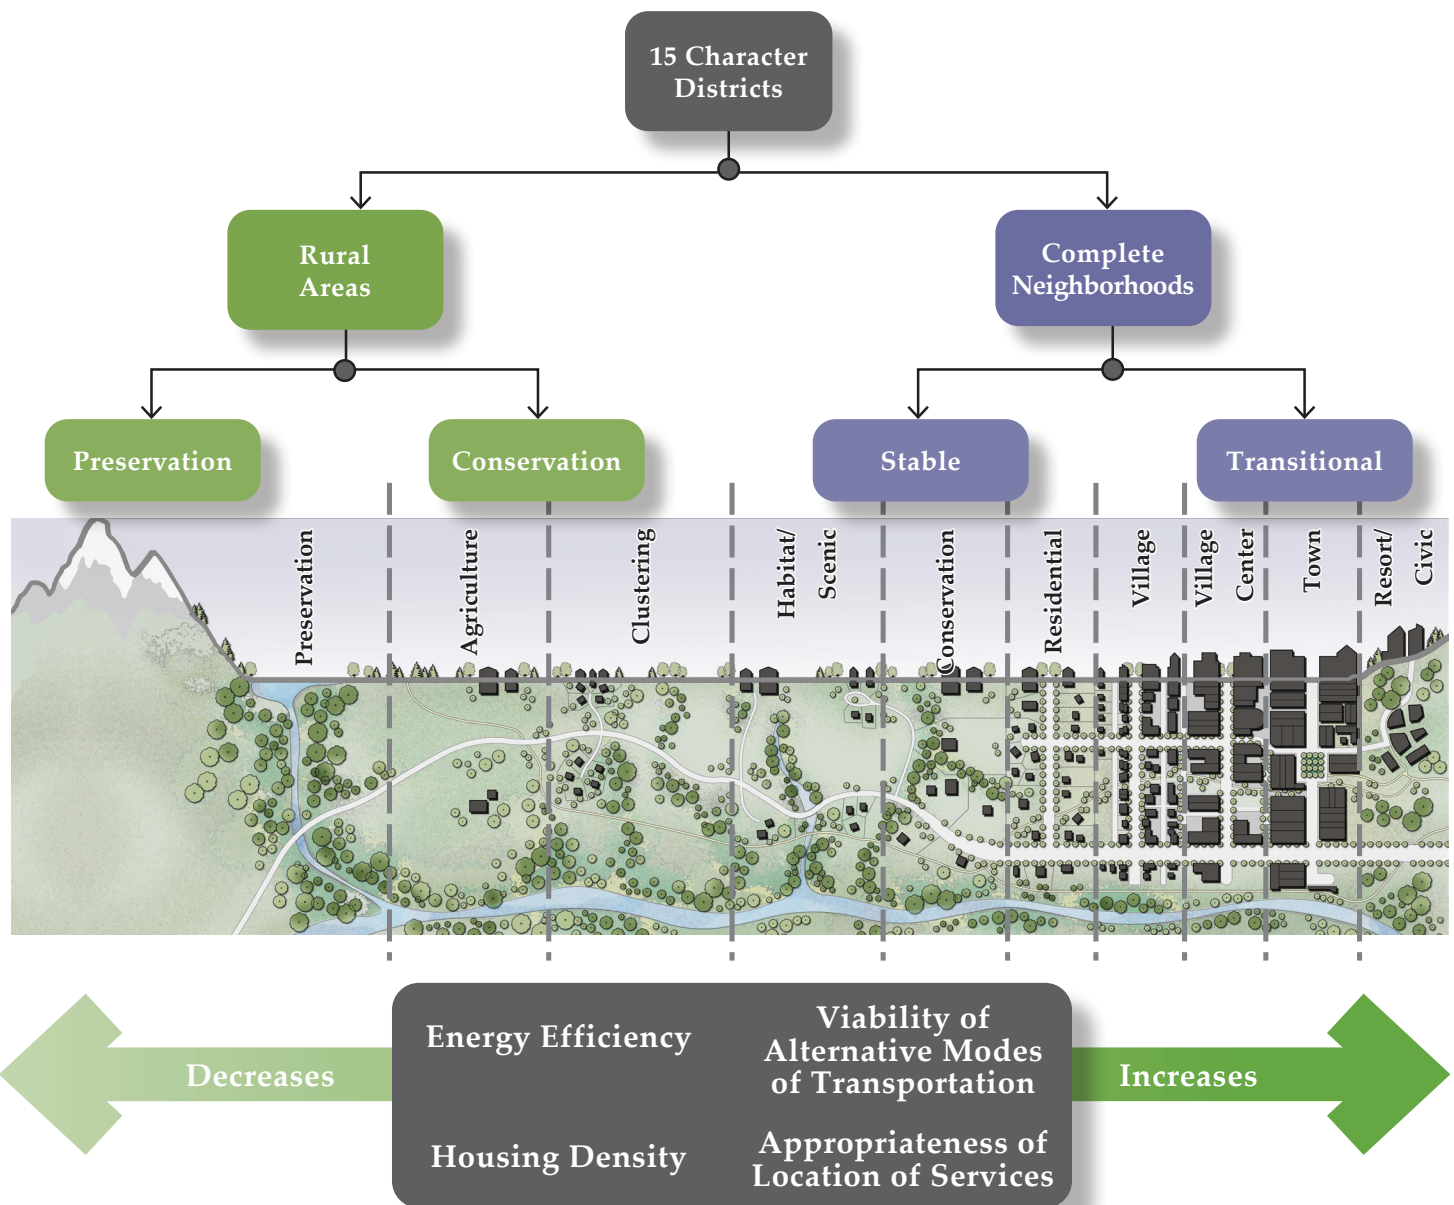 15 Character
Districts
Rural
Areas
Complete
Neighborhoods
Preservation
Conservation
Stable
Transitional
Preservation
Agriculture
Clustering
Habitat/
Scenic
Conservation
Residential
Village
Village
Center
Town
Resort/
Civic
Decreases
Energy Efficiency
Viability of
Alternative Modes
of Transportation
Housing Density
Appropriateness of
Location of Services
Increases